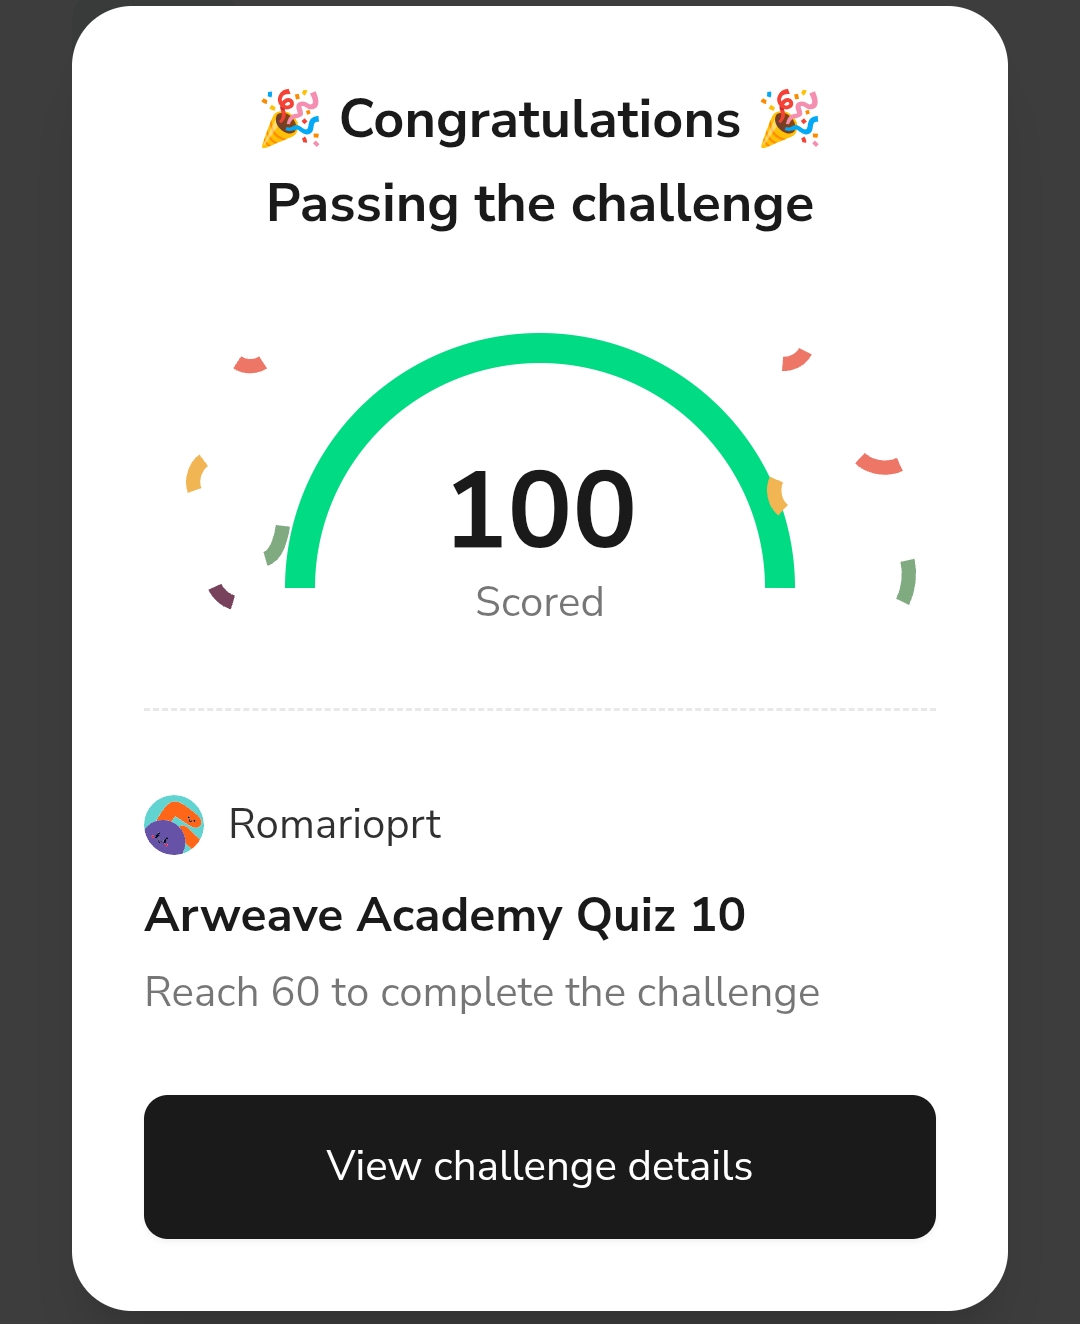 🎉 Congratulations 🎉
Passing the challenge
100
Scored
Romarioprt
Arweave Academy Quiz 10
Reach 60 to complete the challenge
View challenge details